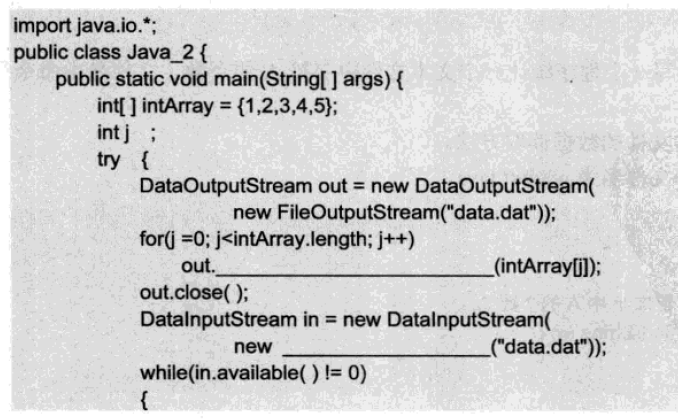 import java.io.*;
public class Java_2 {
public static void main(String[ ] args) {
int[ ] intArray = {1,2,3,4,5};
int j ;
try {
DataOutputStream out = new DataOutputStream(
new FileOutputStream("data.dat"));
for(j =0; j<intArray.length; j++)
out.____________________(intArray[j]);
out.close( );
DataInputStream in = new DataInputStream(
new _______________("data.dat"));
while(in.available( ) != 0)
{